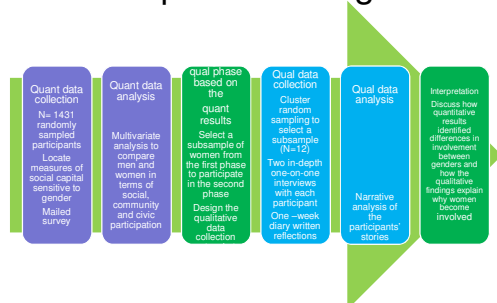 Quant data
collection
N= 1431
randomly
sampled
participants
Locate
measures of
social capital
sensitive to
gender
Mailed
survey
Quant data
analysis
Multivariate
analysis to
compare
men and
women in
terms of
social,
community
and civic
participation
qual phase
based on
the
quant
results
Select a
subsample of
women from
the first phase
to participate
in the second
phase
Design the
qualitative
data
collection
Qual data
collection
Cluster
random
sampling to
select a
subsample
(N=12)
Two in-depth
one-on-one
interviews
with each
participant
One –week
diary written
reflections
Qual data
analysis
Narrative
analysis of
the
participants'
stories
Interpretation
Discuss how
quantitative
results
identified
differences in
involvement
between
genders and
how the
qualitative
findings explain
why women
become
involved